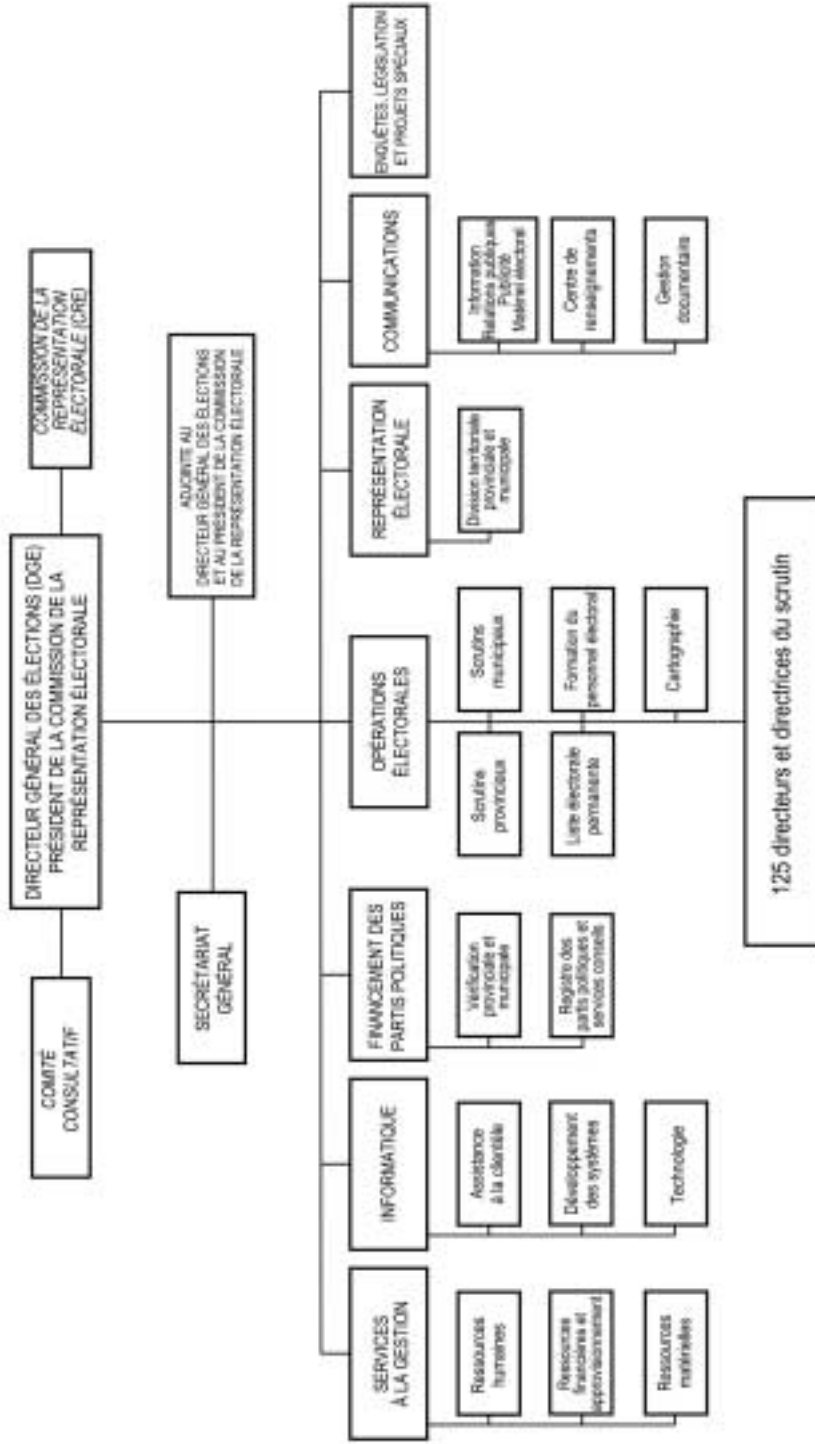 COMITÉ
CONSULTATIF
DIRECTEUR GÉNÉRAL DES ÉLECTIONS (DGE)
PRÉSIDENT DE LA COMMISSION DE LA
REPRÉSENTATION ÉLECTORALE
COMMISSION DE LA
REPRÉSENTATION
ÉLECTORALE (CRE)
SECRÉTARIAT
GÉNÉRAL
ADJOINTE AU
DIRECTEUR GÉNÉRAL DES ÉLECTIONS
ET AU PRÉSIDENT DE LA COMMISSION
DE LA REPRÉSENTATION ÉLECTORALE
SERVICES
À LA GESTION
Ressources
humaines
Ressources
financières et
approvisionnement
Ressources
matérielles
INFORMATIQUE
Assistance
à la clientèle
Développement
des systèmes
Technologie
FINANCEMENT DES
PARTIS POLITIQUES
Vérification
provinciale et
municipale
Registre des
partis politiques et
services conseils
OPÉRATIONS
ÉLECTORALES
Scrutins
provinciaux
Scrutins
municipaux
Liste électorale
permanente
Formation du
personnel électoral
Cartographie
REPRÉSENTATION
ÉLECTORALE
Division territoriale
provinciale et
municipale
COMMUNICATIONS
Information
Relations publiques
Publicité
Matériel électoral
Centre de
renseignements
Gestion
documentaire
ENQUÊTES, LÉGISLATION
ET PROJETS SPÉCIAUX
125 directeurs et directrices du scrutin